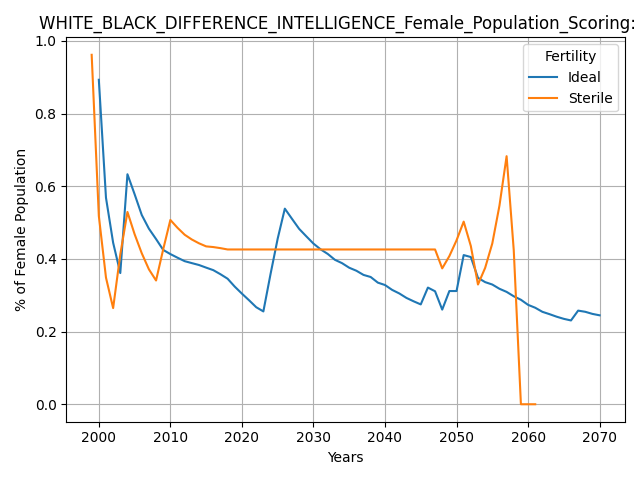 WHITE_BLACK_DIFFERENCE_INTELLIGENCE_Female_Population_Scoring:
Fertility
Ideal
Sterile
% of Female Population
1.0
0.8
0.6
0.4
0.2
0.0
2000 2010 2020 2030 2040 2050 2060 2070
Years